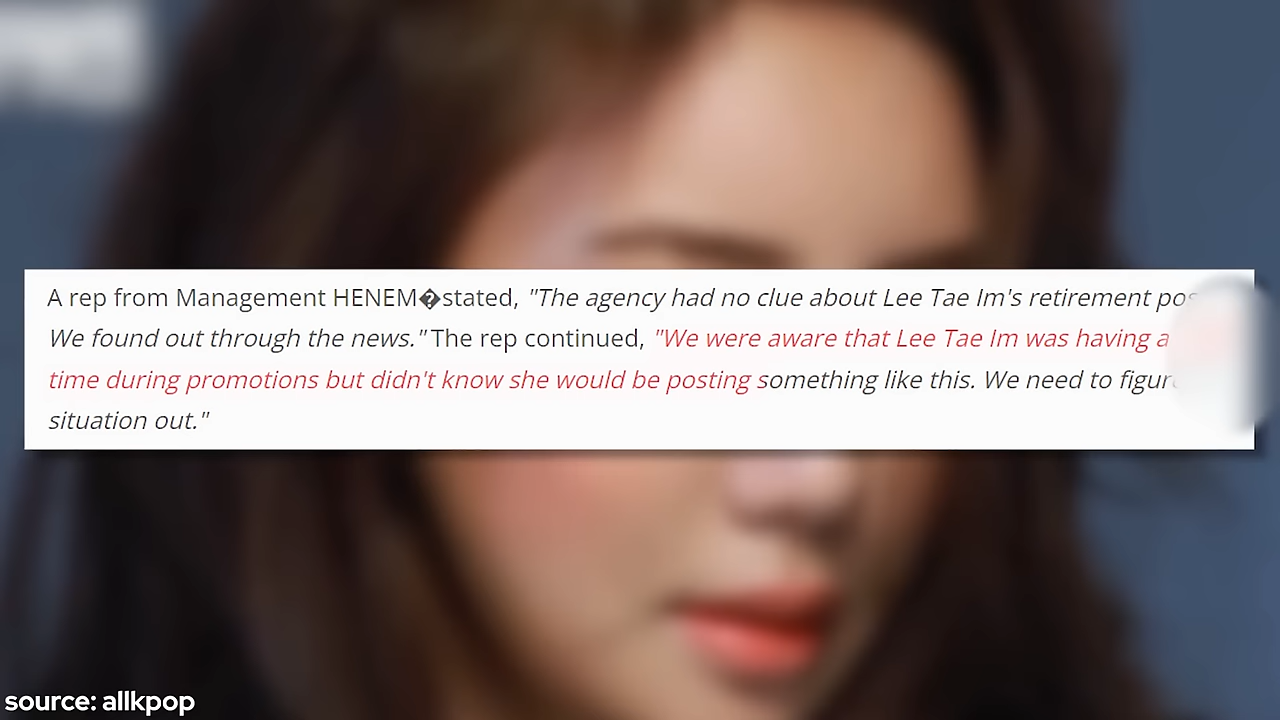 A rep from Management HENEM�stated, "The agency had no clue about Lee Tae Im's retirement
We found out through the news." The rep continued, "We were aware that Lee Tae Im was having a
time during promotions but didn't know she would be posting something like this. We need to
situation out."
source: allkpop